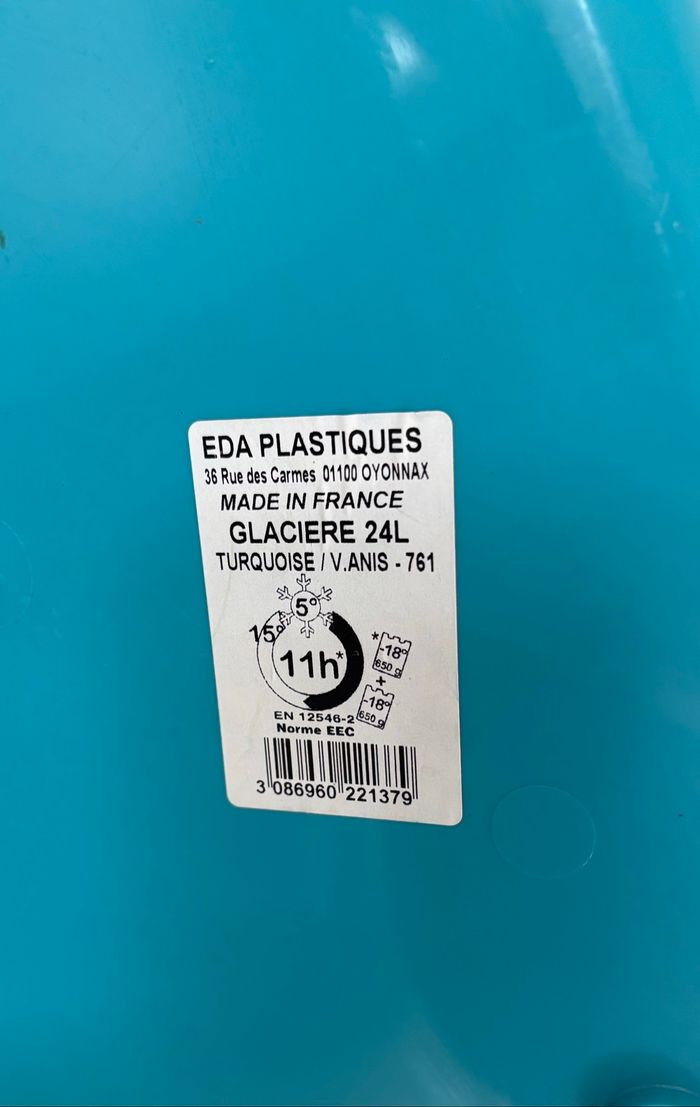 EDA PLASTIQUES
36 Rue des Carmes 01100 OYONNAX
MADE IN FRANCE
GLACIERE 24L
TURQUOISE / V.ANIS - 761
5°
15°
11h*
*
-18°
650 g
+
-18°
650 g
EN 12546-2
Norme EEC
3 086960 221379